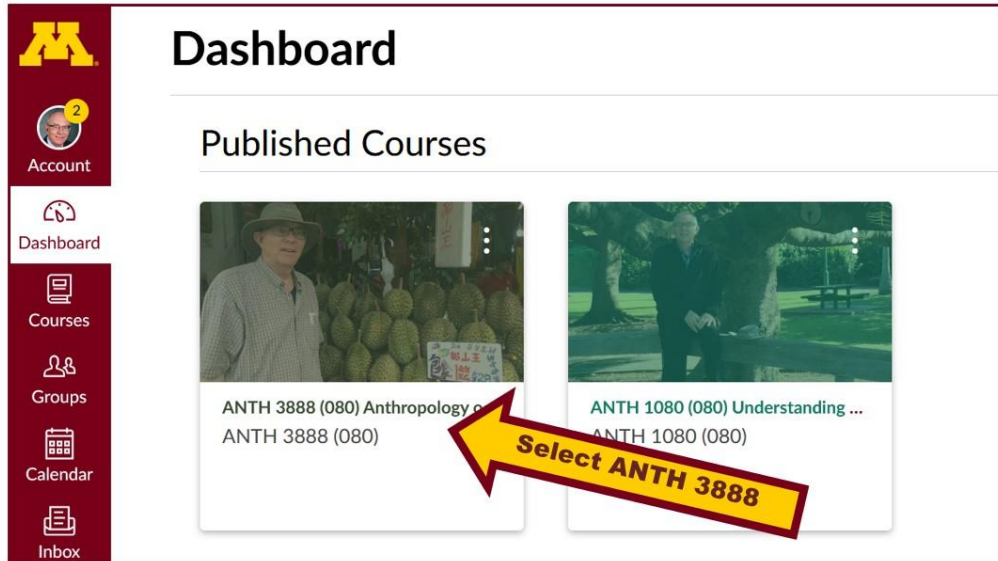 M
Dashboard
2
Account
Dashboard
Courses
Groups
Calendar
Inbox
Published Courses
ANTH 3888 (080) Anthropology o
ANTH 3888 (080)
ANTH 1080 (080) Understanding ...
ANTH 1080 (080)
Select ANTH 3888